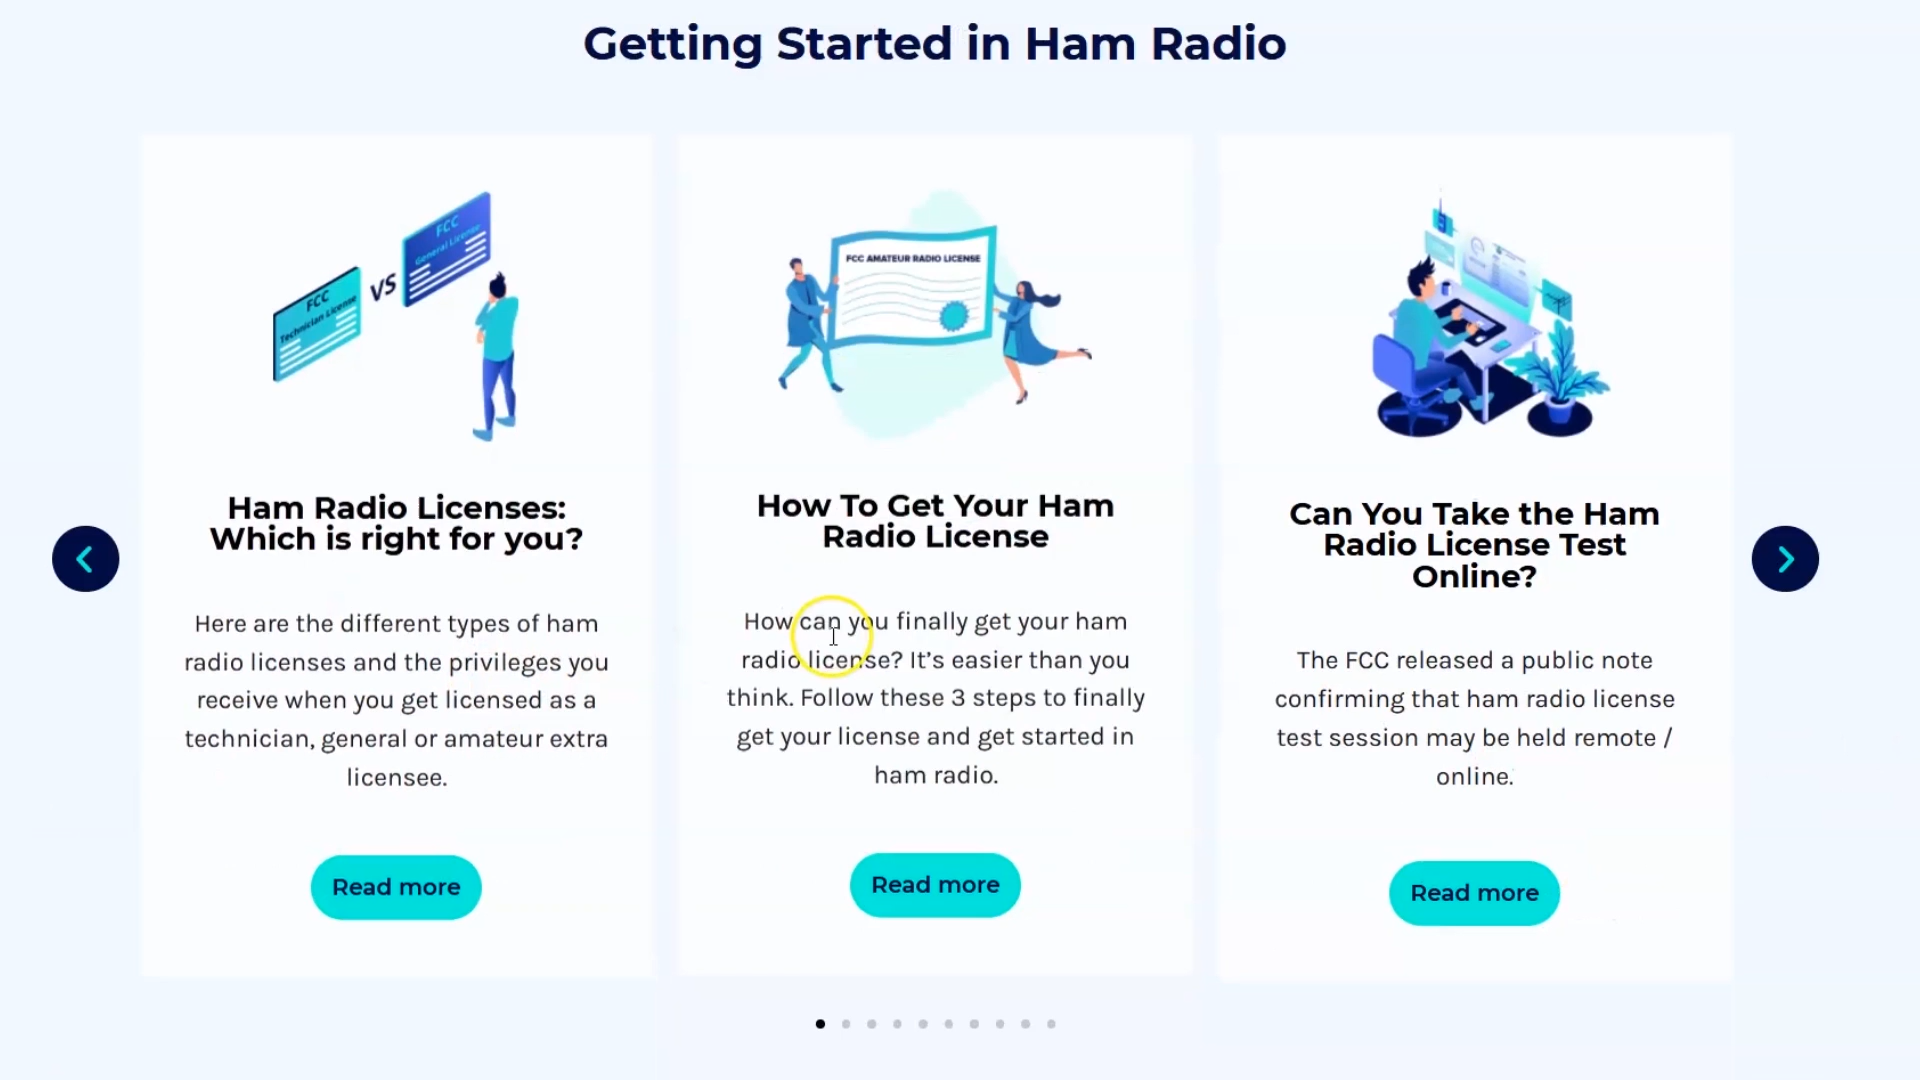 Getting Started in Ham Radio
FCC
Technician License
VS
FCC
General License
Ham Radio Licenses:
Which is right for you?
Here are the different types of ham
radio licenses and the privileges you
receive when you get licensed as a
technician, general or amateur extra
licensee.
Read more
FCC AMATEUR RADIO LICENSE
How To Get Your Ham
Radio License
How can you finally get your ham
radio license? It’s easier than you
think. Follow these 3 steps to finally
get your license and get started in
ham radio.
Read more
Can You Take the Ham
Radio License Test
Online?
The FCC released a public note
confirming that ham radio license
test session may be held remote /
online.
Read more